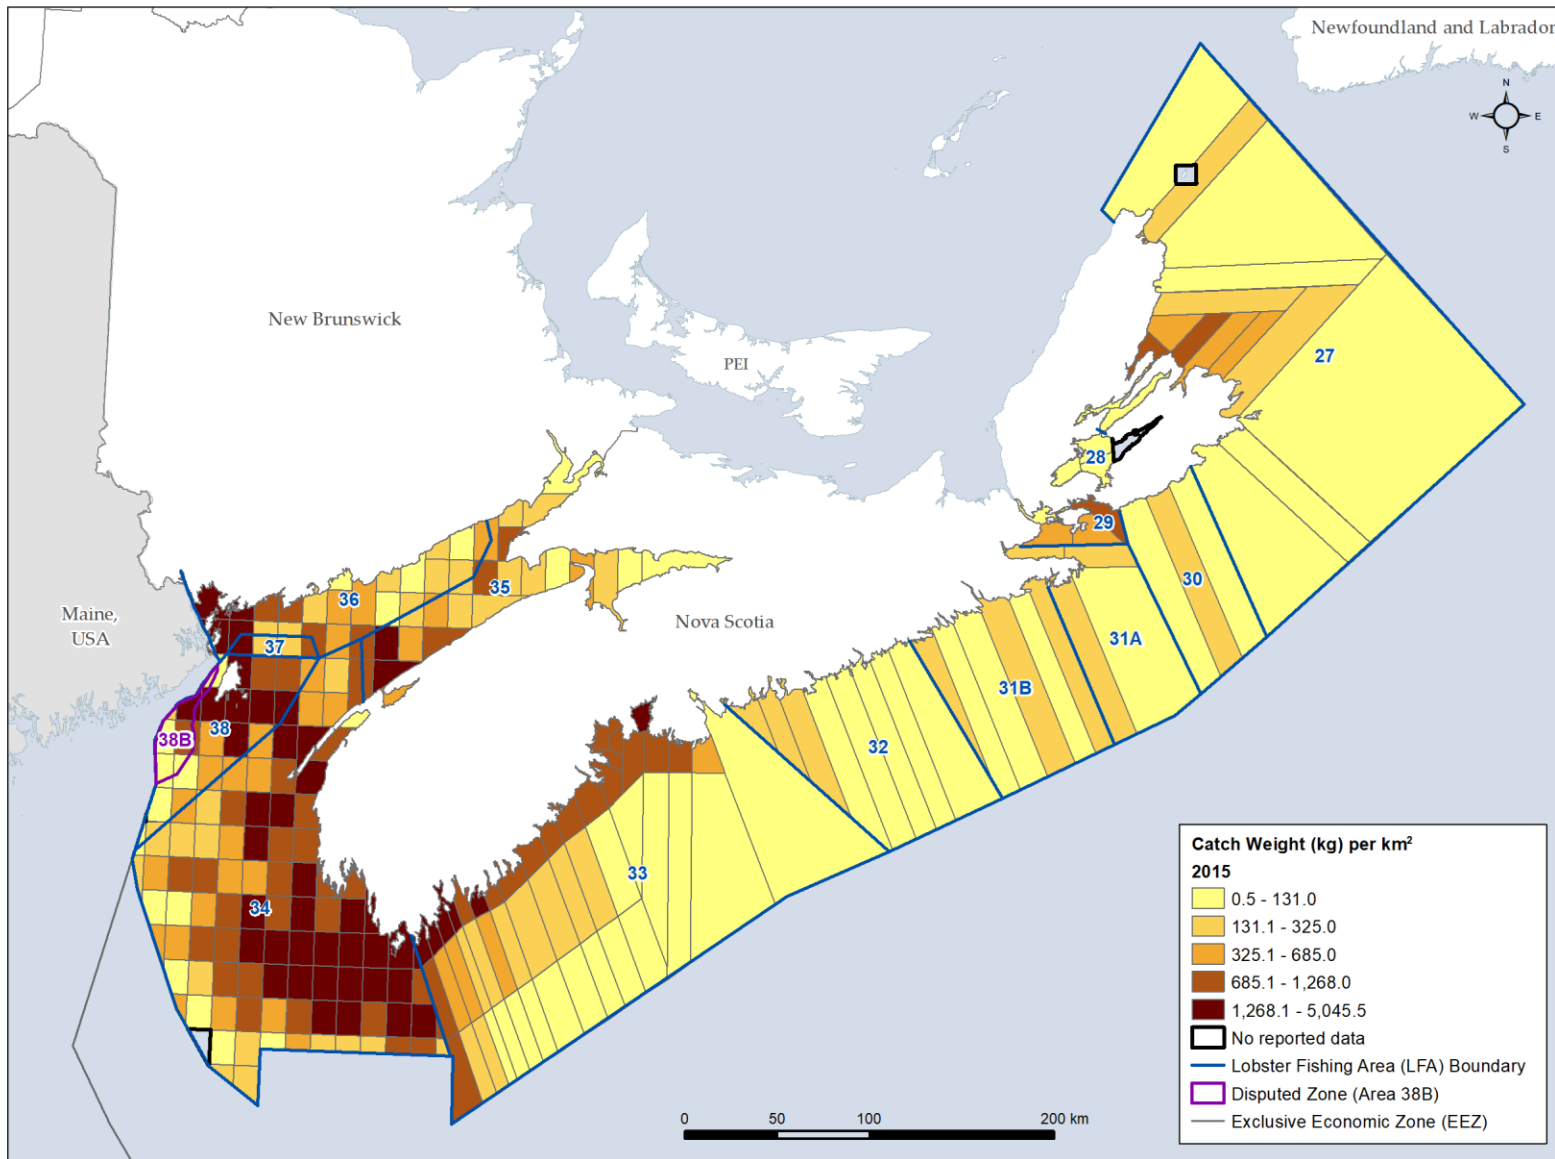 Newfoundland and Labrador
N
W
E
S
New Brunswick
PEI
27
28
29
35
36
30
Maine,
USA
37
Nova Scotia
31A
31B
38
38B
32
33
34
Catch Weight (kg) per km²
2015
0.5 - 131.0
131.1 - 325.0
325.1 - 685.0
685.1 - 1,268.0
1,268.1 - 5,045.5
No reported data
Lobster Fishing Area (LFA) Boundary
Disputed Zone (Area 38B)
Exclusive Economic Zone (EEZ)
0 50 100 200 km